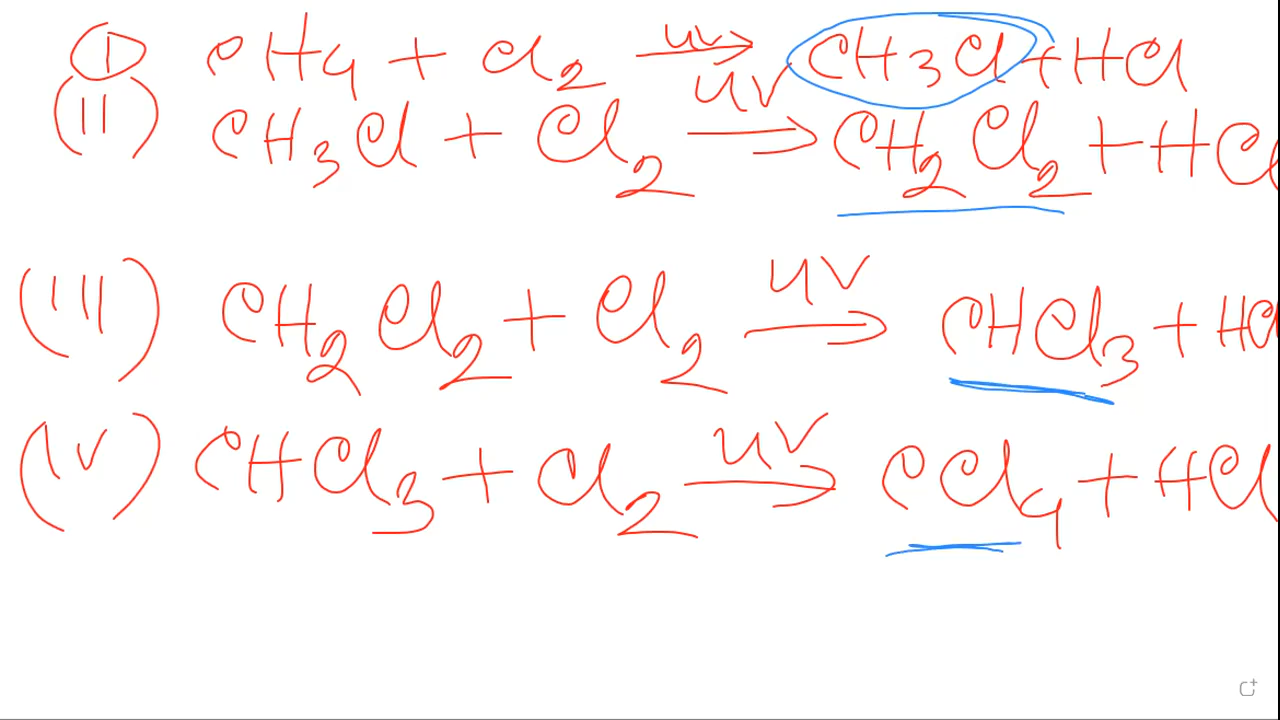 (I) CH4 + Cl2 uv→ CH3Cl + HCl
(II) CH3Cl + Cl2 UV→ CH2Cl2 + HCl
(III) CH2Cl2 + Cl2 UV→ CHCl3 + HCl
(IV) CHCl3 + Cl2 UV→ CCl4 + HCl